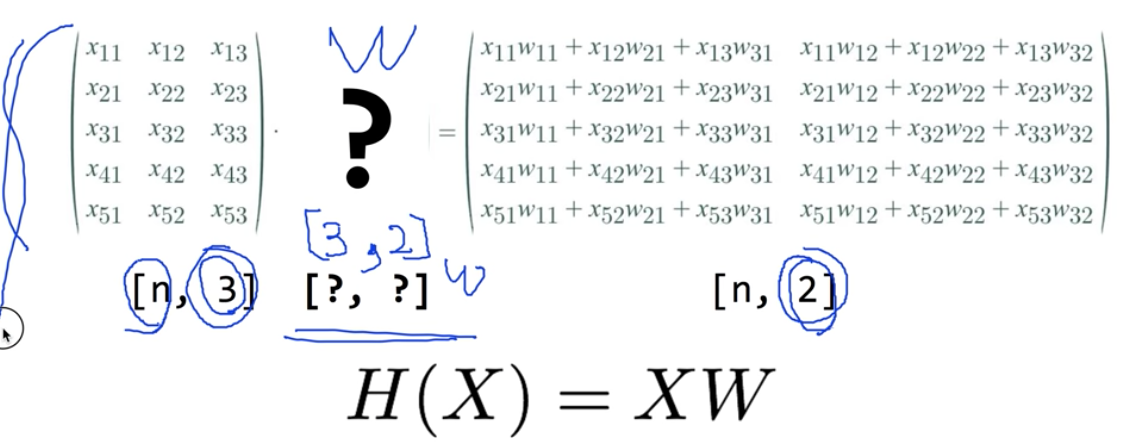 W
x11 x12 x13   x11w11 + x12w21 + x13w31 x11w12 + x12w22 + x13w32
x21 x22 x23   x21w11 + x22w21 + x23w31 x21w12 + x22w22 + x23w32
x31 x32 x33 · ? = x31w11 + x32w21 + x33w31 x31w12 + x32w22 + x33w32
x41 x42 x43   x41w11 + x42w21 + x43w31 x41w12 + x42w22 + x43w32
x51 x52 x53   x51w11 + x52w21 + x53w31 x51w12 + x52w22 + x53w32
[3,2]
[n, 3] [?, ?] W [n, 2]
H(X) = XW